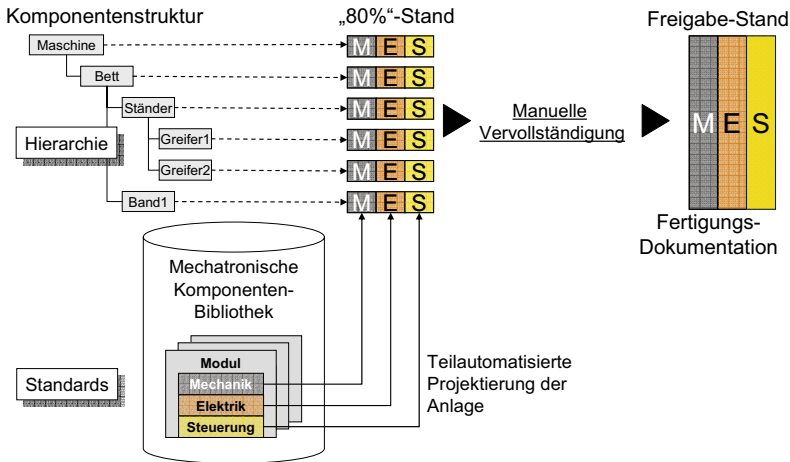 Komponentenstruktur
„80%“-Stand
Freigabe-Stand
Maschine
M E S
Bett
M E S
Ständer
M E S
Manuelle
Vervollständigung
M E S
Hierarchie
Greifer1
M E S
Greifer2
M E S
Band1
M E S
Fertigungs-
Dokumentation
Mechatronische
Komponenten-
Bibliothek
Modul
Mechanik
Elektrik
Steuerung
Teilautomatisierte
Projektierung der
Anlage
Standards